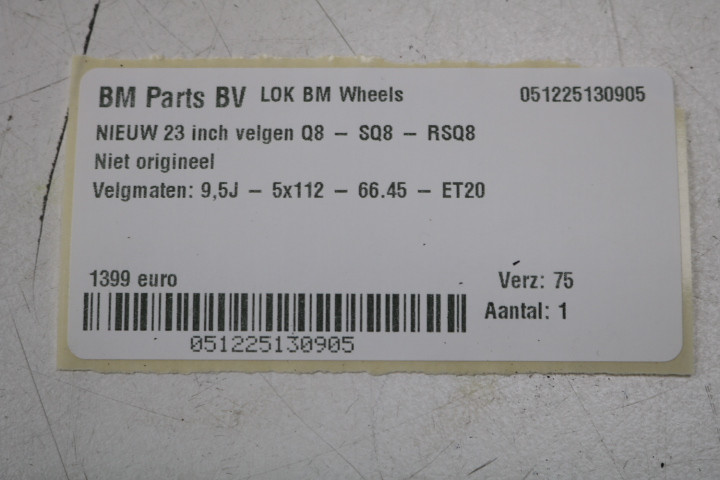 BM Parts BV LOK BM Wheels 051225130905
NIEUW 23 inch velgen Q8 – SQ8 – RSQ8
Niet origineel
Velgmaten: 9,5J – 5x112 – 66.45 – ET20
1399 euro Verz: 75
Aantal: 1
051225130905